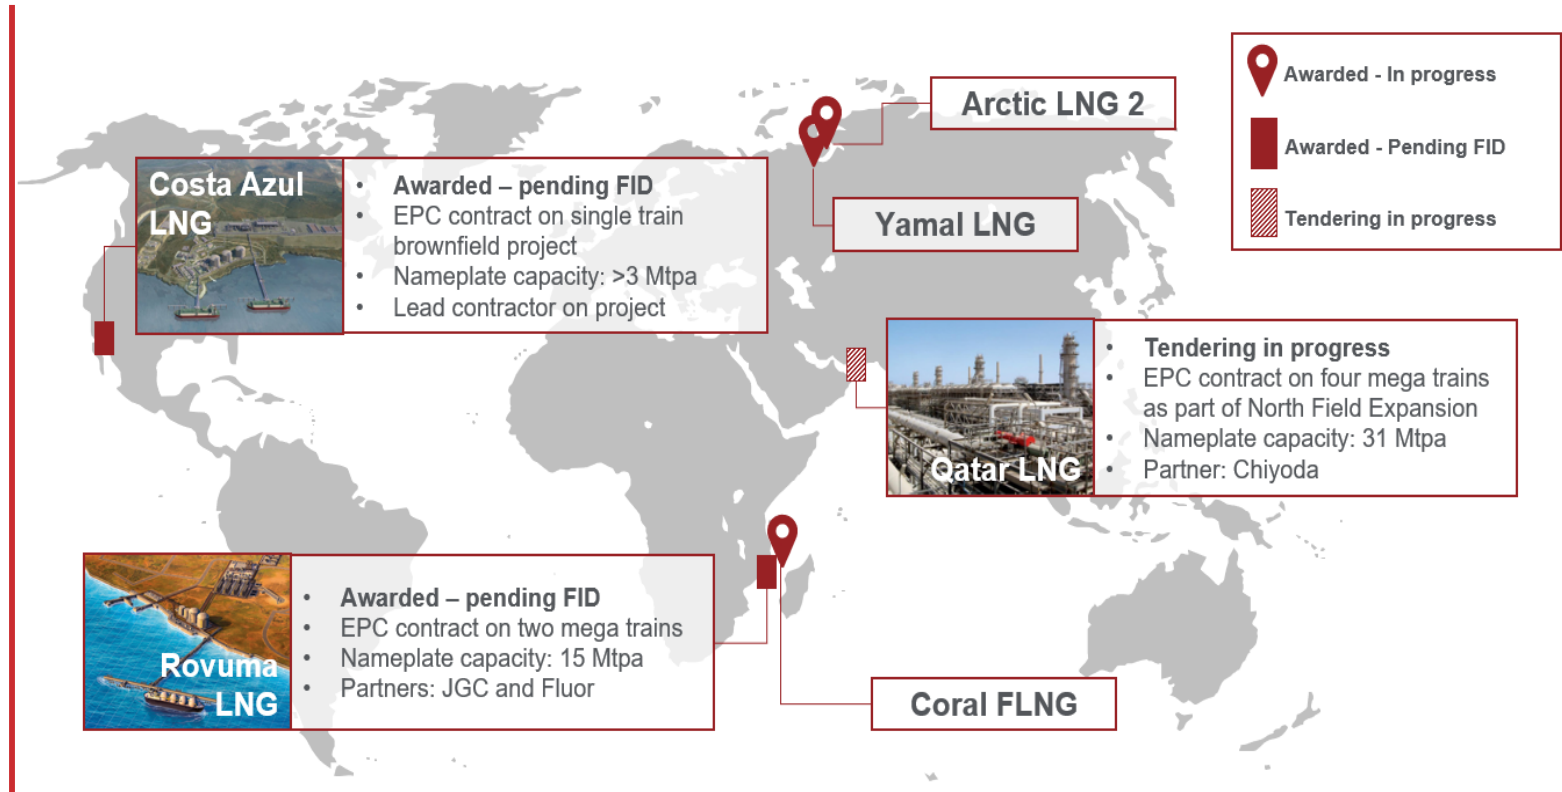 Awarded - In progress
Awarded - Pending FID
Tendering in progress
Arctic LNG 2
Yamal LNG
Costa Azul
LNG
• Awarded – pending FID
• EPC contract on single train
brownfield project
• Nameplate capacity: >3 Mtpa
• Lead contractor on project
Qatar LNG
• Tendering in progress
• EPC contract on four mega trains
as part of North Field Expansion
• Nameplate capacity: 31 Mtpa
• Partner: Chiyoda
Rovuma
LNG
• Awarded – pending FID
• EPC contract on two mega trains
• Nameplate capacity: 15 Mtpa
• Partners: JGC and Fluor
Coral FLNG